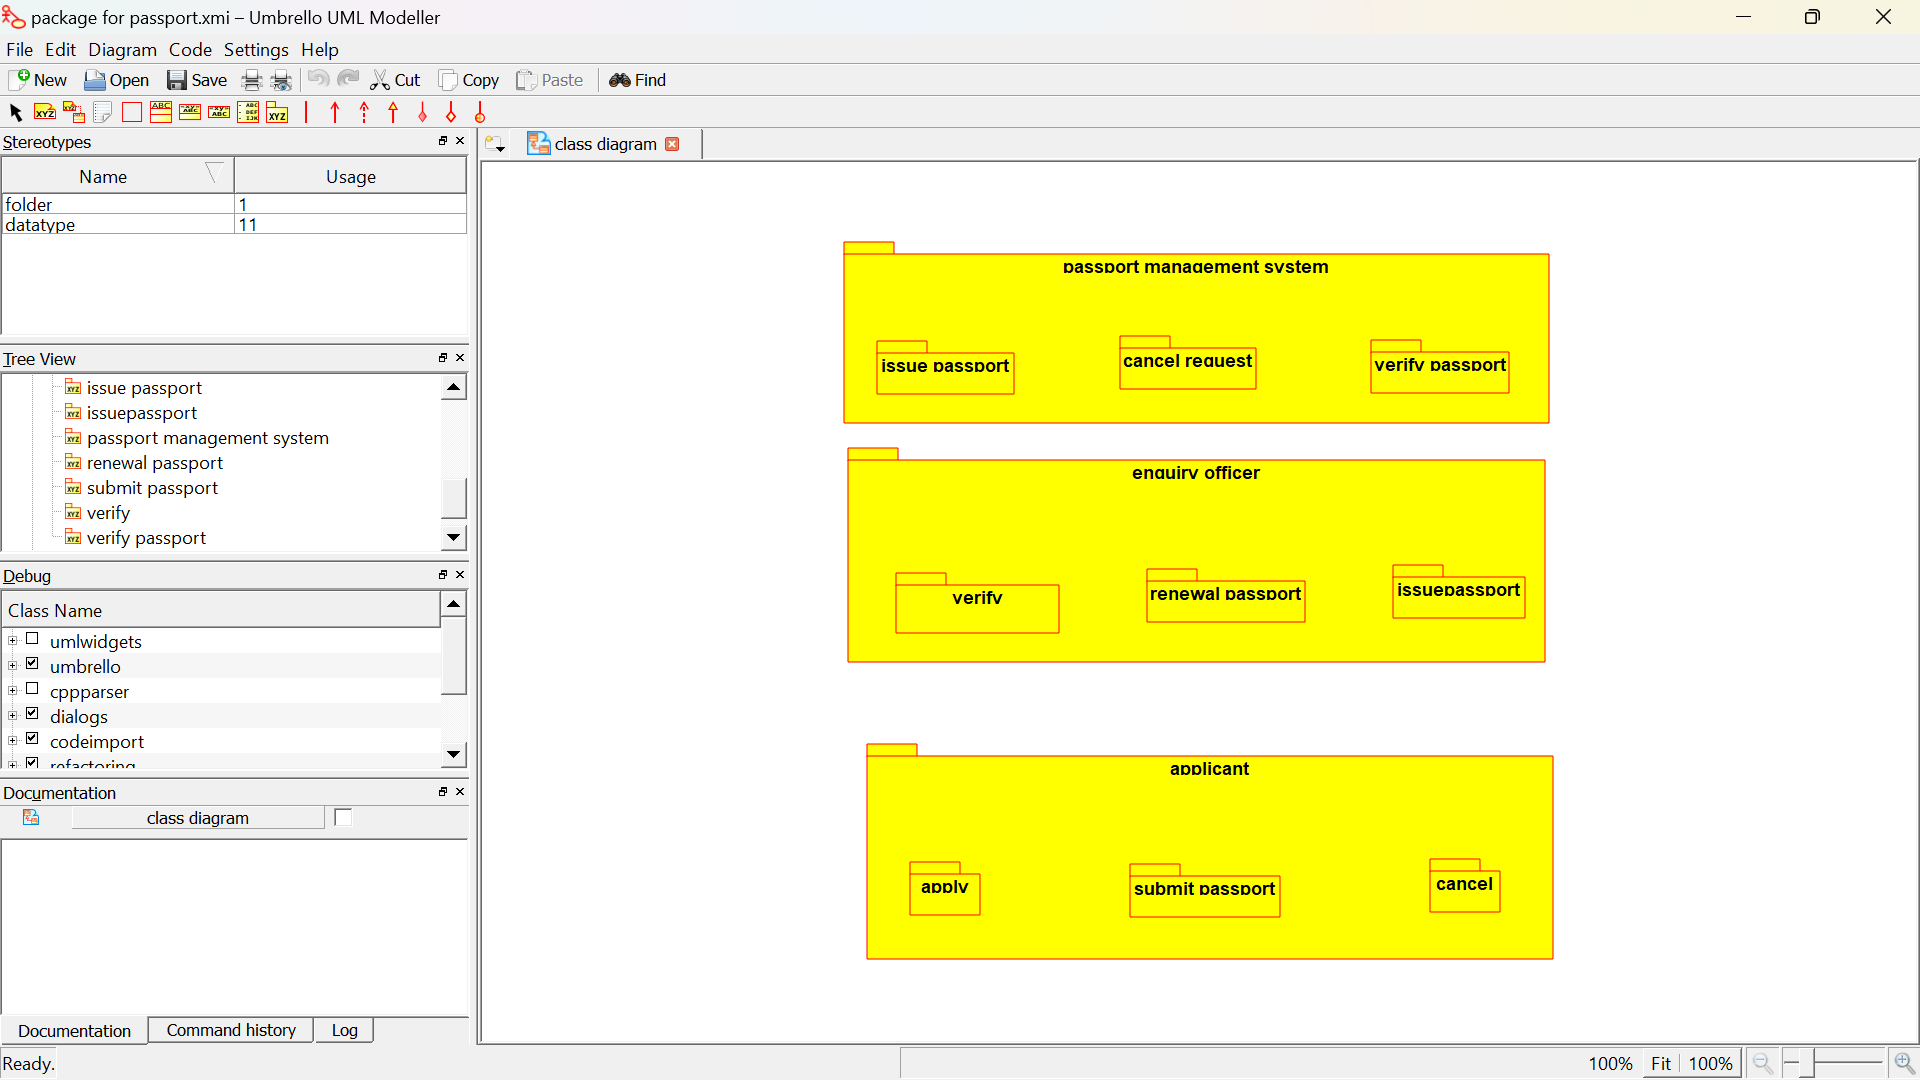 package for passport.xmi – Umbrello UML Modeller
File Edit Diagram Code Settings Help
New Open Save Cut Copy Paste Find
Stereotypes
class diagram
Name Usage
folder 1
datatype 11
Tree View
issue passport
issuepassport
passport management system
renewal passport
submit passport
verify
verify passport
Debug
Class Name
umlwidgets
umbrello
cppparser
dialogs
codeimport
refactoring
Documentation
class diagram
Documentation Command history Log
Ready.
passport management system
issue passport
cancel request
verify passport
enquiry officer
verify
renewal passport
issuepassport
applicant
apply
submit passport
cancel
100% Fit 100%